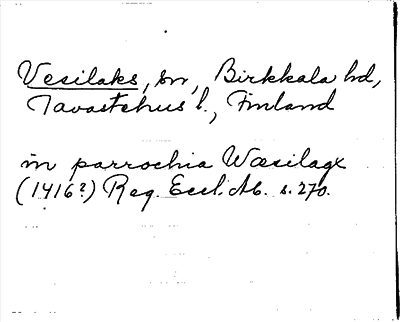 Vesilaks, sn, Birkkala hd,
Tavastehus l., Finland
in parrochia Wæsilagx
(1416?) Reg. Eccl. Ab. s. 270.